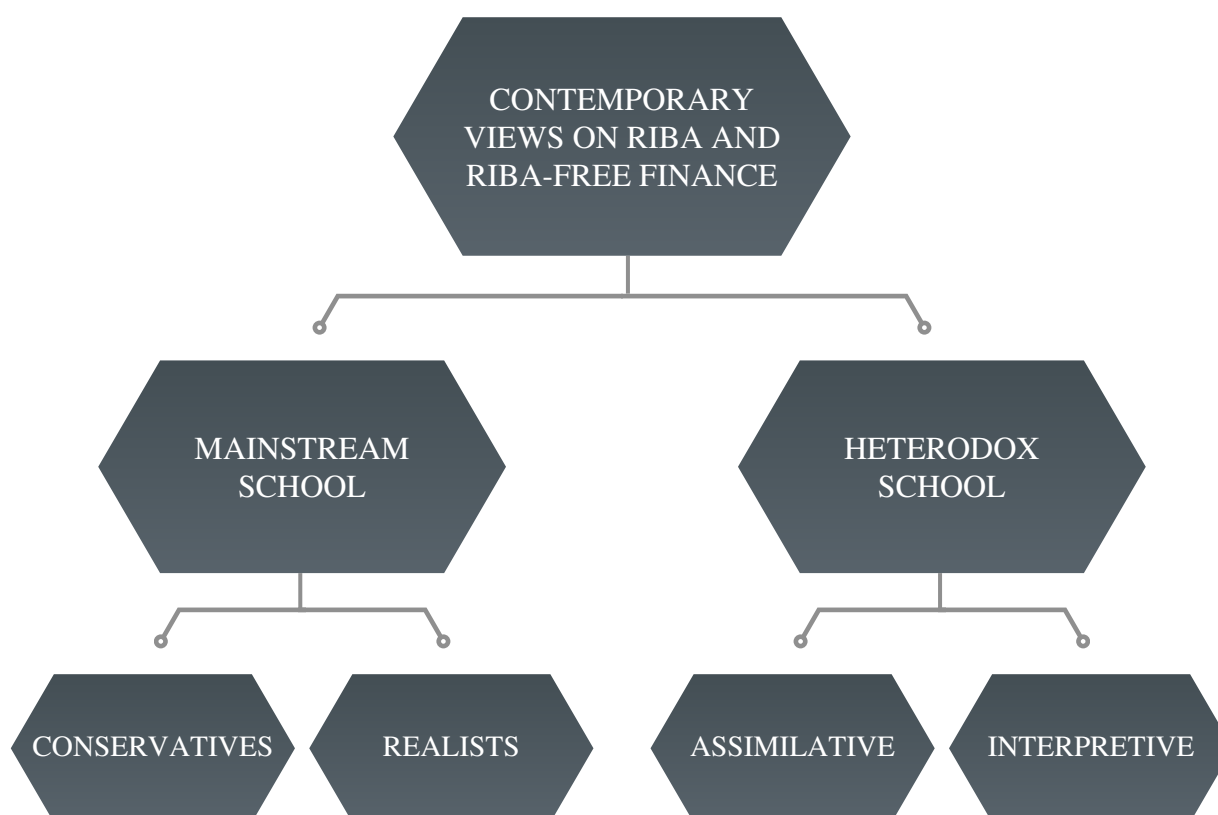 CONTEMPORARY
VIEWS ON RIBA AND
RIBA-FREE FINANCE
MAINSTREAM
SCHOOL
HETERODOX
SCHOOL
CONSERVATIVES
REALISTS
ASSIMILATIVE
INTERPRETIVE